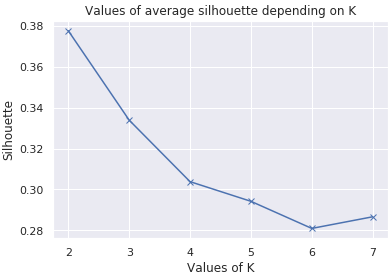 Values of average silhouette depending on K
0.38
0.36
0.34
0.32
0.30
0.28
Silhouette
2 3 4 5 6 7
Values of K